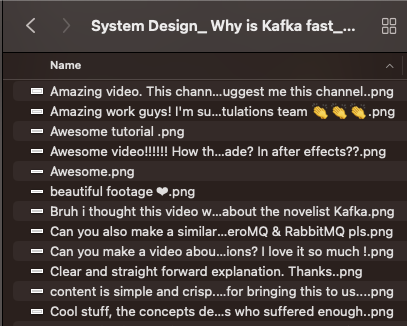 System Design_ Why is Kafka fast_...
Name
Amazing video. This chann...uggest me this channel..png
Amazing work guys! I'm su...tulations team 👏👏👏.png
Awesome tutorial .png
Awesome video!!!!!! How th...ade? In after effects??.png
Awesome.png
beautiful footage ❤.png
Bruh i thought this video w...about the novelist Kafka.png
Can you also make a similar...eroMQ & RabbitMQ pls.png
Can you make a video abou...ions? I love it so much !.png
Clear and straight forward explanation. Thanks..png
content is simple and crisp....for bringing this to us....png
Cool stuff, the concepts de...s who suffered enough..png